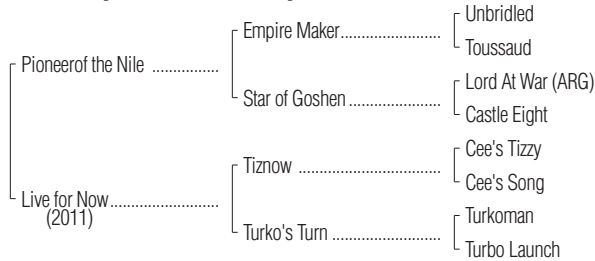 Unbridled
Empire Maker....................
Toussaud
Pioneerof the Nile ................
Lord At War (ARG)
Star of Goshen ......................
Castle Eight
Cee's Tizzy
Tiznow ..................................
Cee's Song
Live for Now..........................
(2011)
Turkoman
Turko's Turn ..........................
Turbo Launch